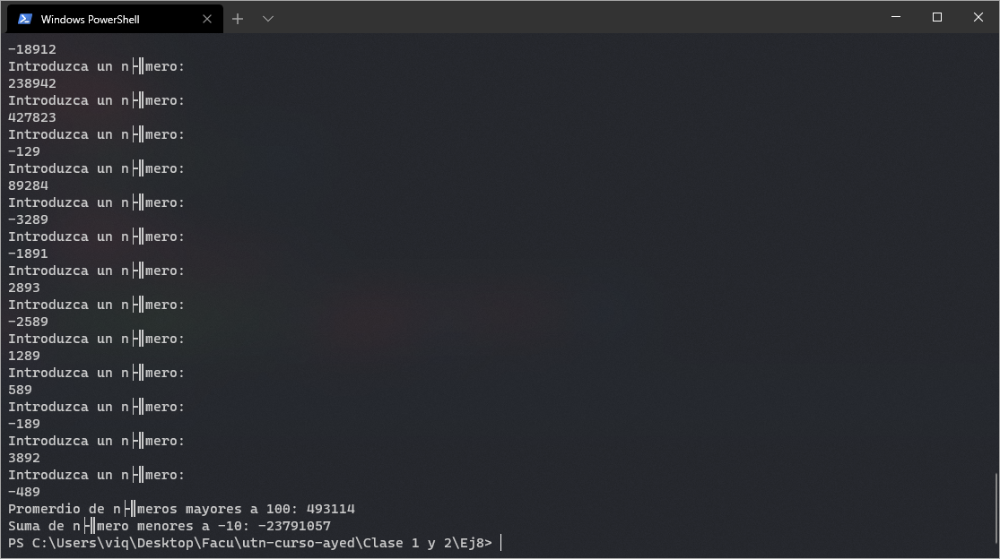 Windows PowerShell
-18912
Introduzca un n├║mero:
238942
Introduzca un n├║mero:
427823
Introduzca un n├║mero:
-129
Introduzca un n├║mero:
89284
Introduzca un n├║mero:
-3289
Introduzca un n├║mero:
-1891
Introduzca un n├║mero:
2893
Introduzca un n├║mero:
-2589
Introduzca un n├║mero:
1289
Introduzca un n├║mero:
589
Introduzca un n├║mero:
-189
Introduzca un n├║mero:
3892
Introduzca un n├║mero:
-489
Promerdio de n├║meros mayores a 100: 493114
Suma de n├║mero menores a -10: -23791057
PS C:\Users\viq\Desktop\Facu\utn-curso-ayed\Clase 1 y 2\Ej8>